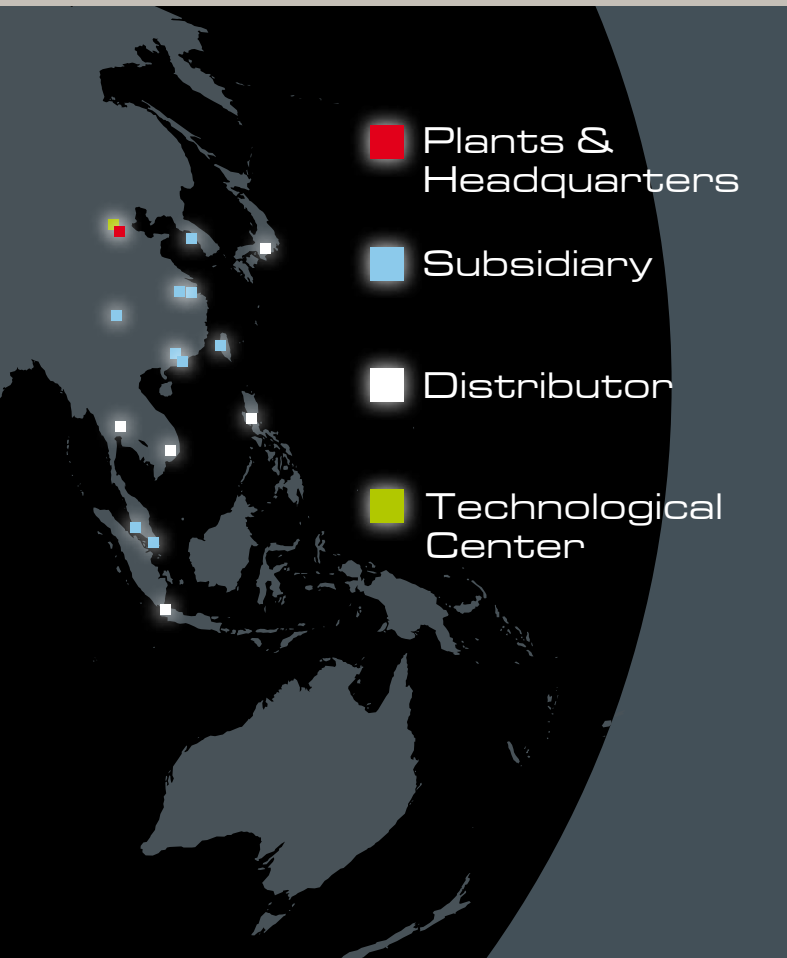 Plants &
Headquarters
Subsidiary
Distributor
Technological
Center